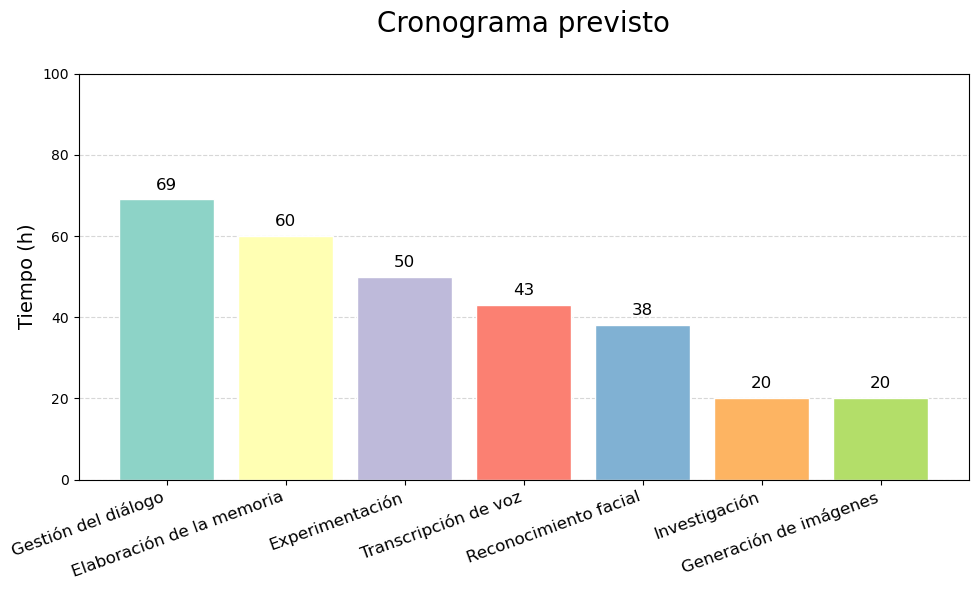 Cronograma previsto
Tiempo (h)
100
80
60
40
20
0
69
60
50
43
38
20
20
Gestión del diálogo
Elaboración de la memoria
Experimentación
Transcripción de voz
Reconocimiento facial
Investigación
Generación de imágenes